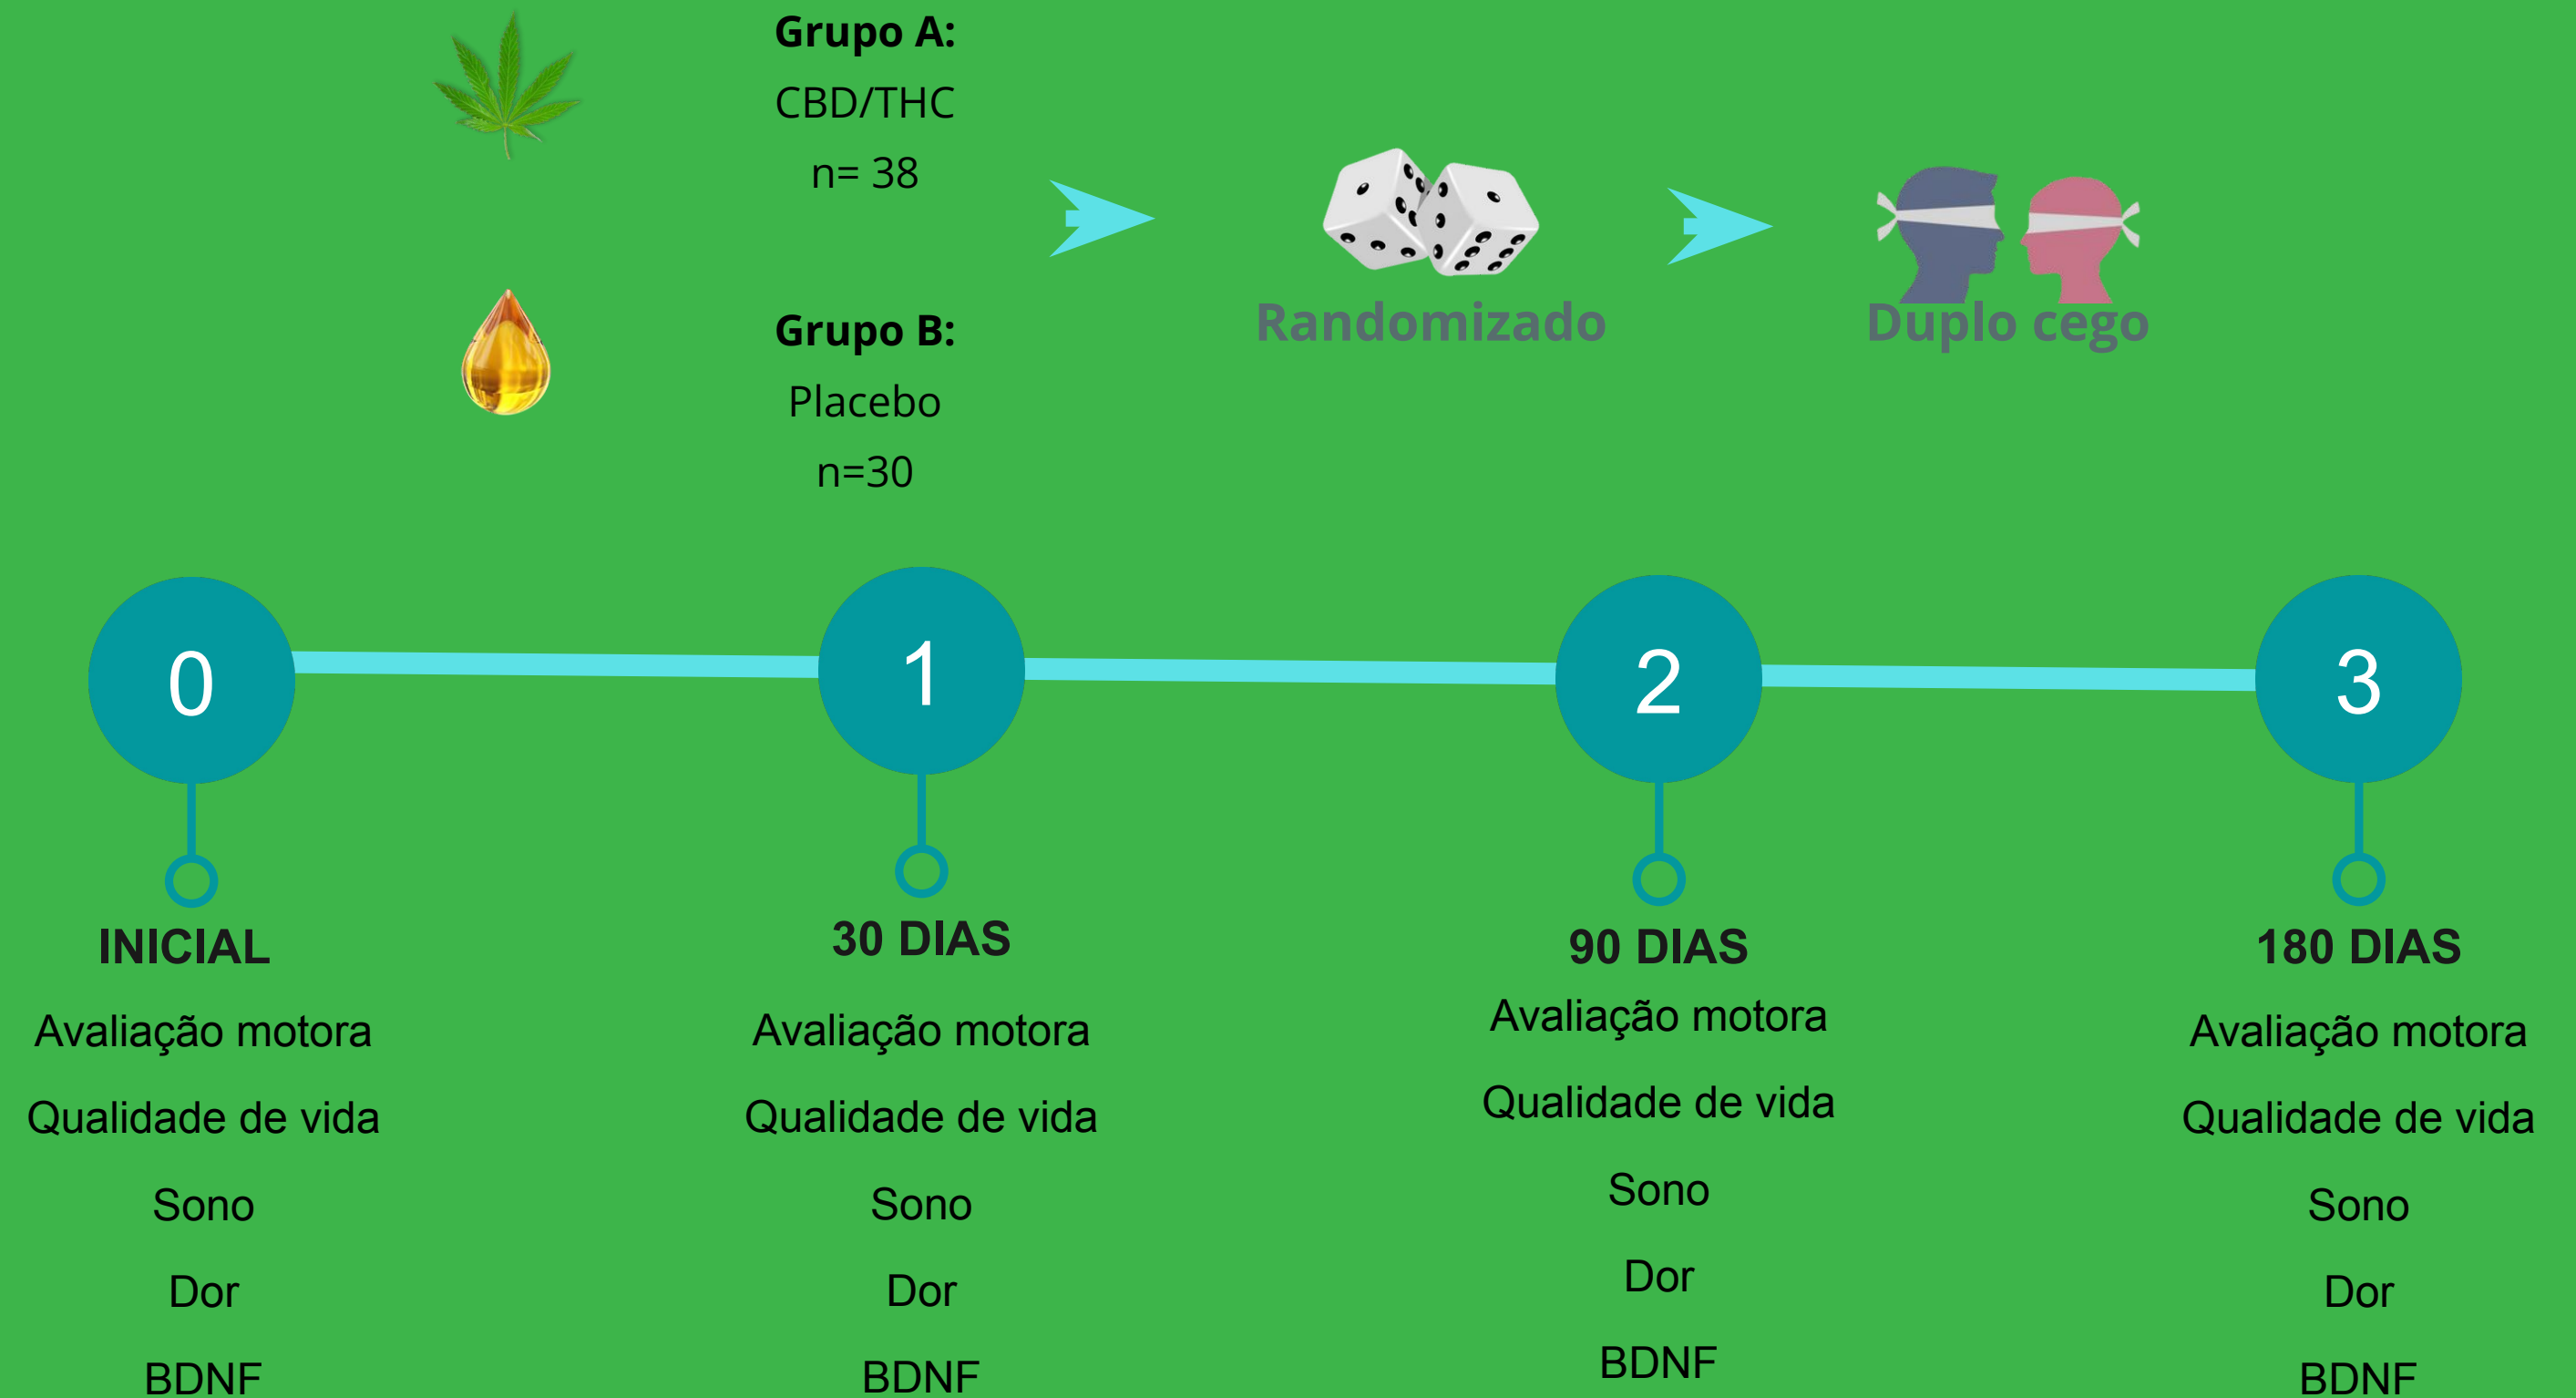 Grupo A:
CBD/THC
n= 38
Grupo B:
Placebo
n=30
Randomizado
Duplo cego
0
1
2
3
INICIAL
Avaliação motora
Qualidade de vida
Sono
Dor
BDNF
30 DIAS
Avaliação motora
Qualidade de vida
Sono
Dor
BDNF
90 DIAS
Avaliação motora
Qualidade de vida
Sono
Dor
BDNF
180 DIAS
Avaliação motora
Qualidade de vida
Sono
Dor
BDNF